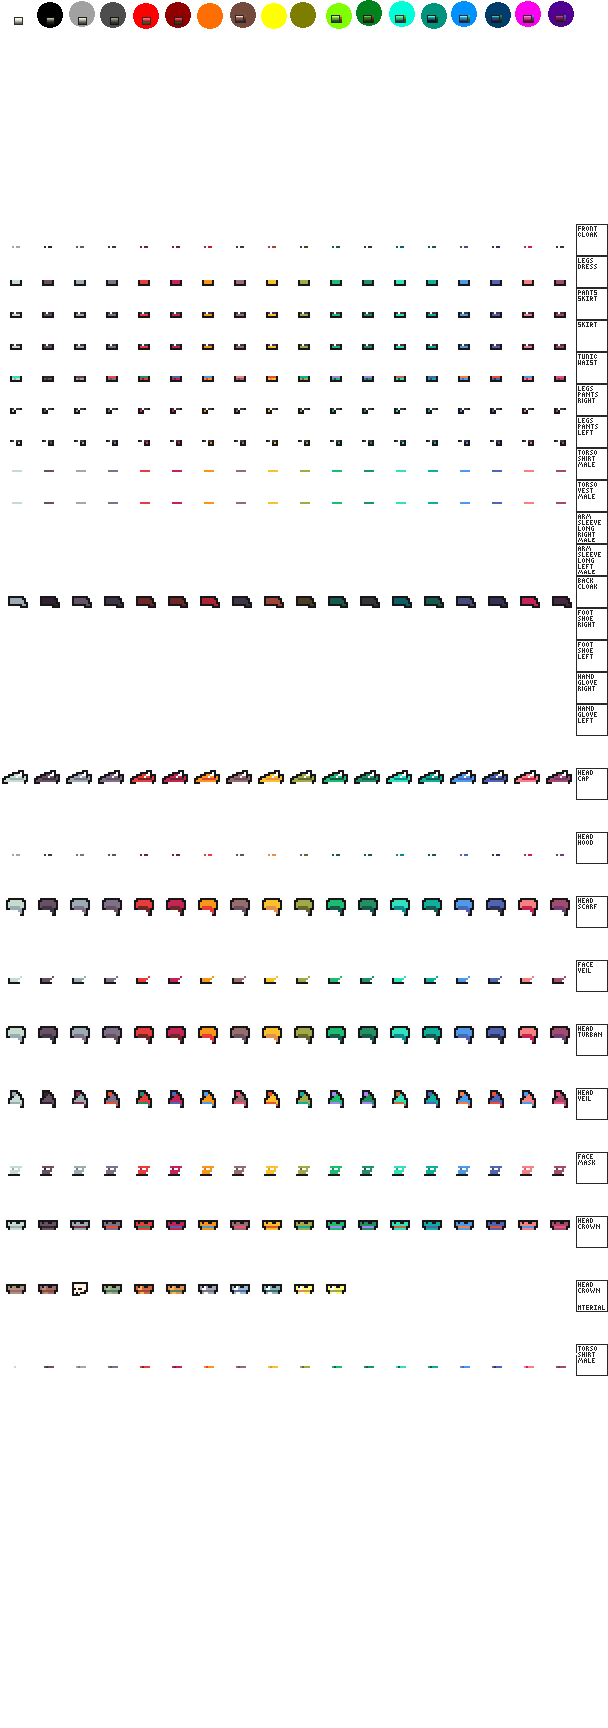 FRONT
CLOAK
LEGS
DRESS
PANTS
SKIRT
SKIRT
TUNIC
WAIST
LEGS
PANTS
RIGHT
LEGS
PANTS
LEFT
TORSO
SHIRT
MALE
TORSO
VEST
MALE
ARM
SLEEVE
LONG
RIGHT
MALE
ARM
SLEEVE
LONG
LEFT
MALE
BACK
CLOAK
FOOT
SHOE
RIGHT
FOOT
SHOE
LEFT
HAND
GLOVE
RIGHT
HAND
GLOVE
LEFT
HEAD
CAP
HEAD
HOOD
HEAD
SCARF
FACE
VEIL
HEAD
TURBAN
HEAD
VEIL
FACE
MASK
HEAD
CROWN
HEAD
CROWN
MTERIAL
TORSO
SHIRT
MALE